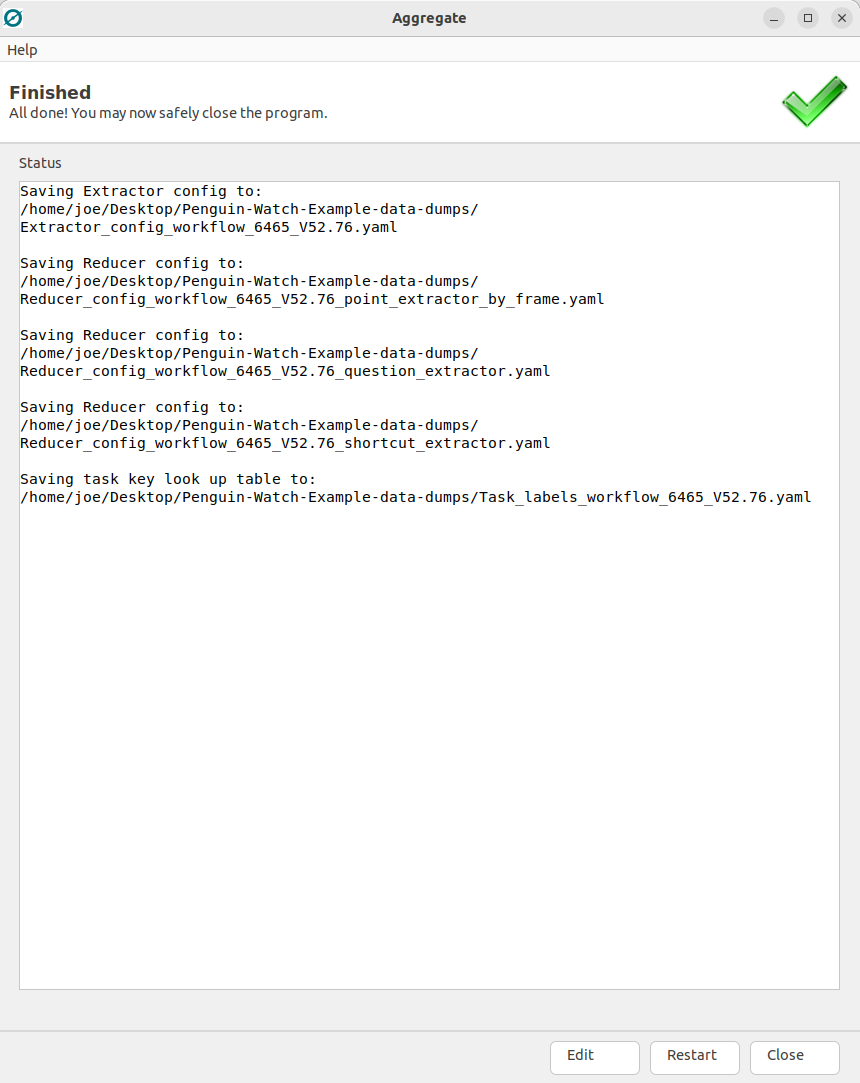 Aggregate
Help
Finished
All done! You may now safely close the program.
Status
Saving Extractor config to:
/home/joe/Desktop/Penguin-Watch-Example-data-dumps/
Extractor_config_workflow_6465_V52.76.yaml
Saving Reducer config to:
/home/joe/Desktop/Penguin-Watch-Example-data-dumps/
Reducer_config_workflow_6465_V52.76_point_extractor_by_frame.yaml
Saving Reducer config to:
/home/joe/Desktop/Penguin-Watch-Example-data-dumps/
Reducer_config_workflow_6465_V52.76_question_extractor.yaml
Saving Reducer config to:
/home/joe/Desktop/Penguin-Watch-Example-data-dumps/
Reducer_config_workflow_6465_V52.76_shortcut_extractor.yaml
Saving task key look up table to:
/home/joe/Desktop/Penguin-Watch-Example-data-dumps/Task_labels_workflow_6465_V52.76.yaml
Edit Restart Close